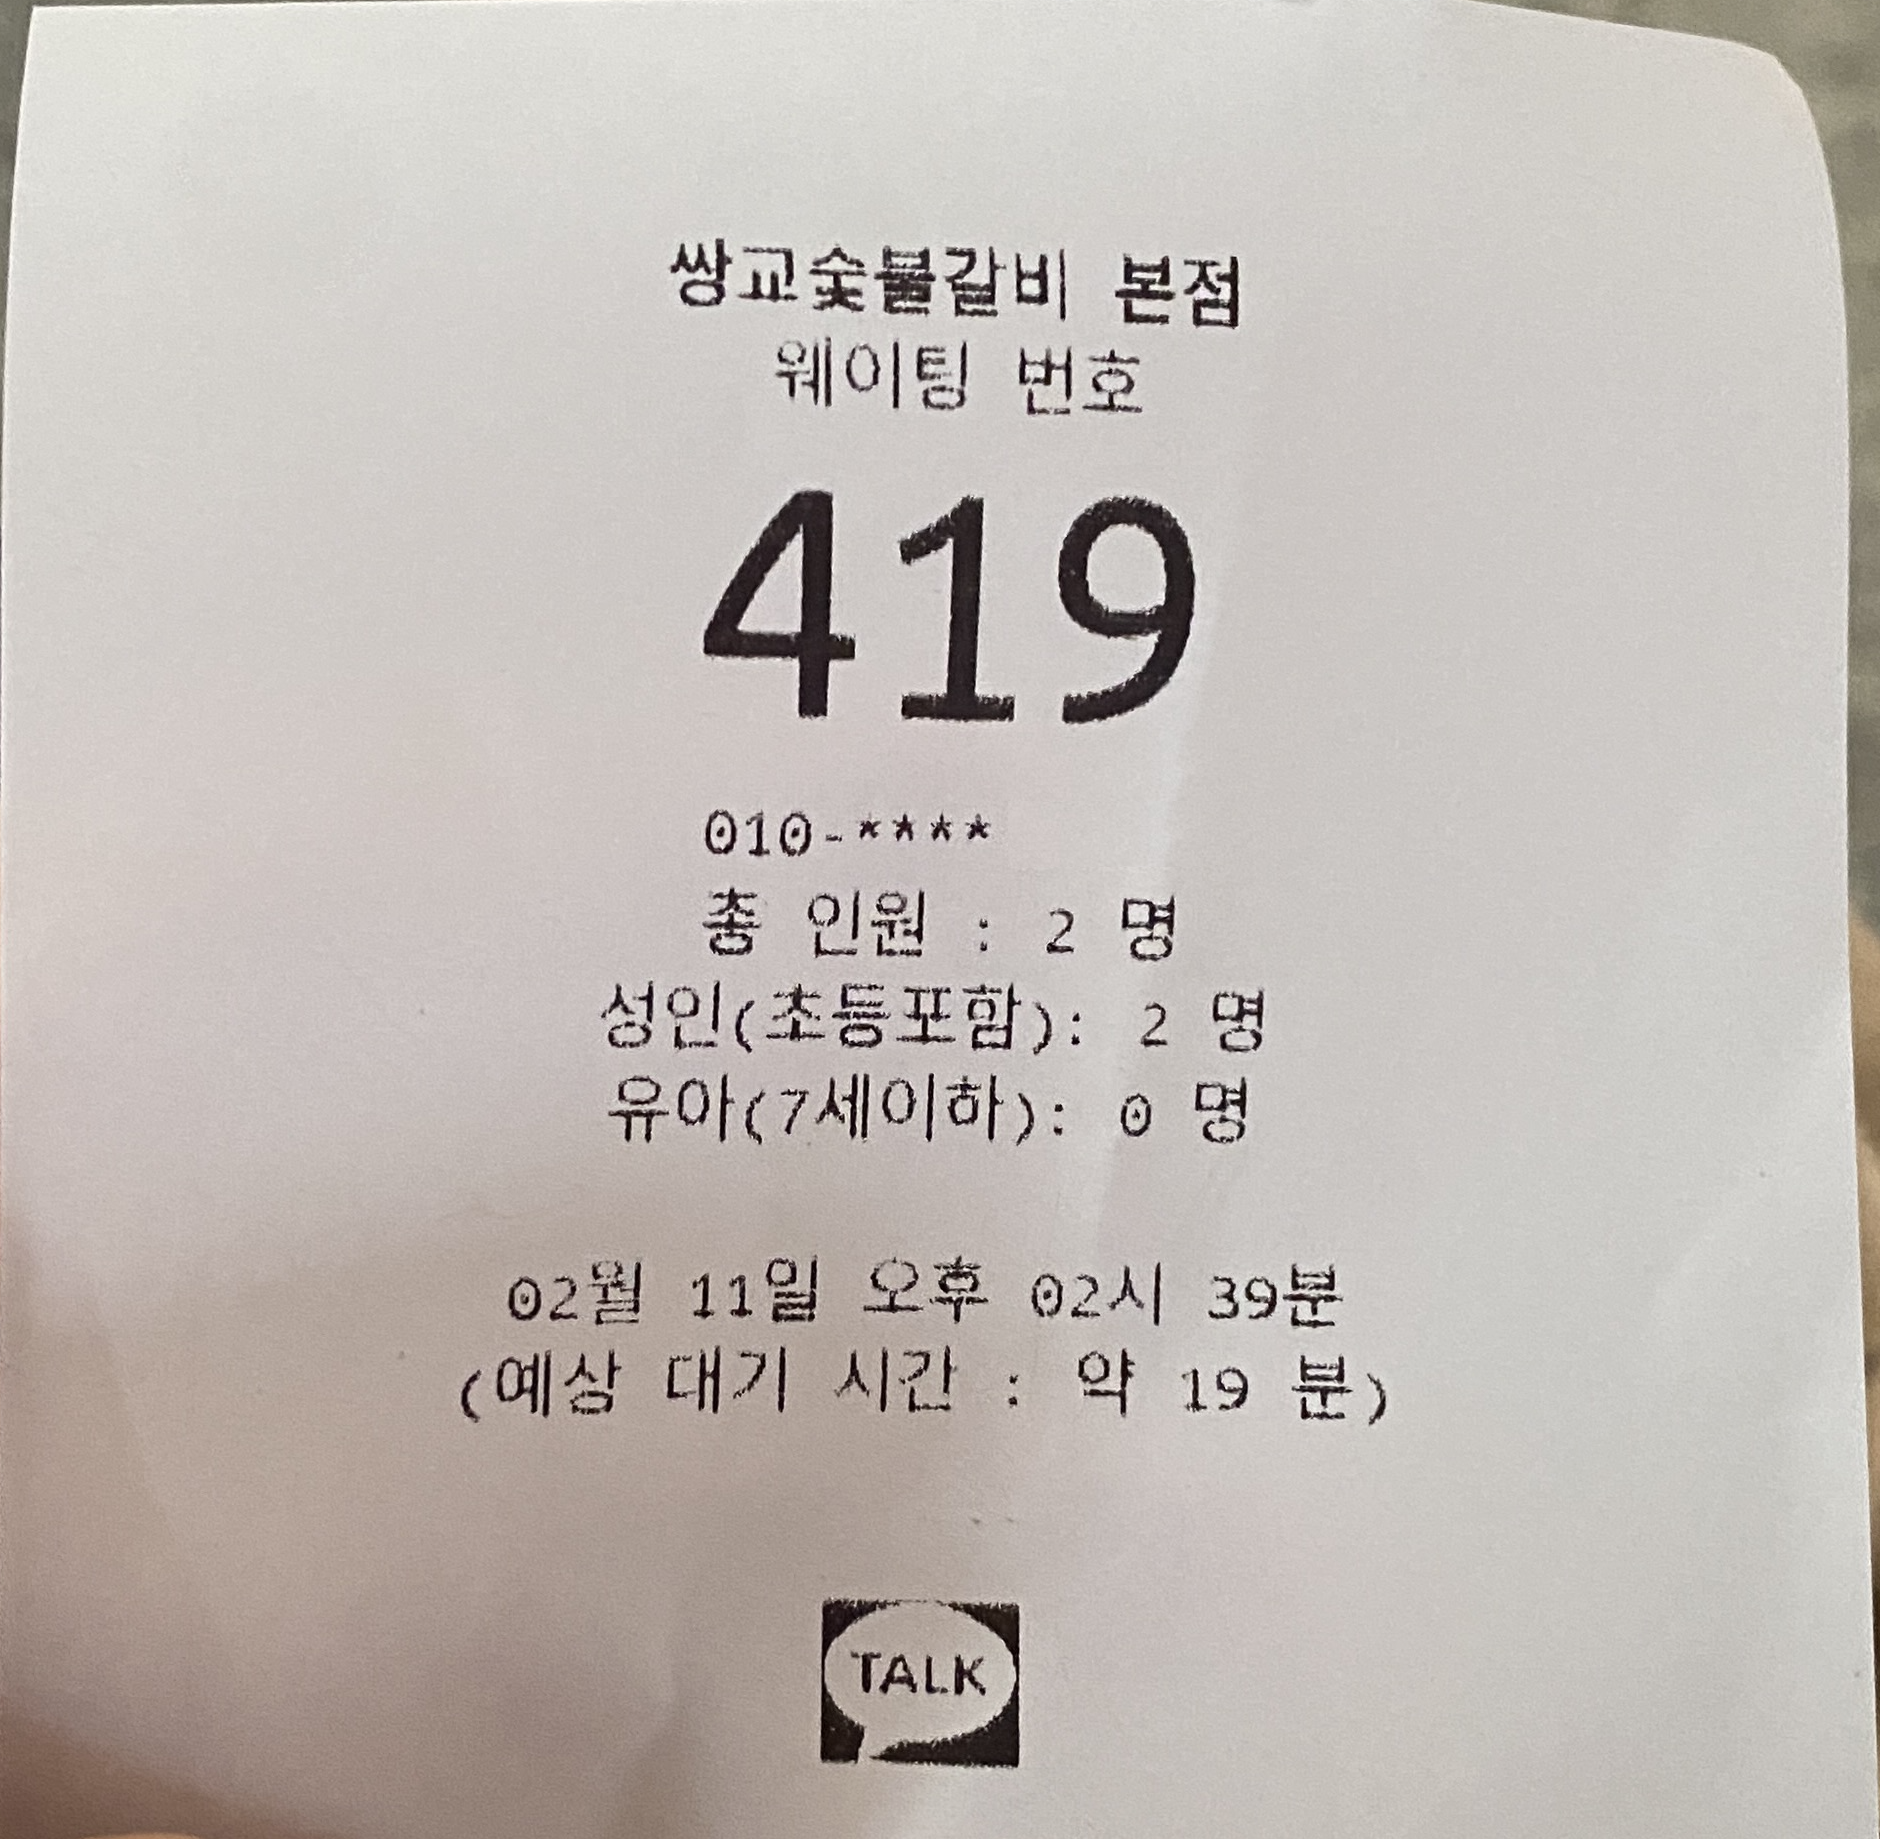 쌍교숯불갈비 본점
웨이팅 번호
419
010-****
총 인원 : 2 명
성인(초등포함): 2 명
유아(7세이하): 0 명
02월 11일 오후 02시 39분
(예상 대기 시간 : 약 19 분)
TALK